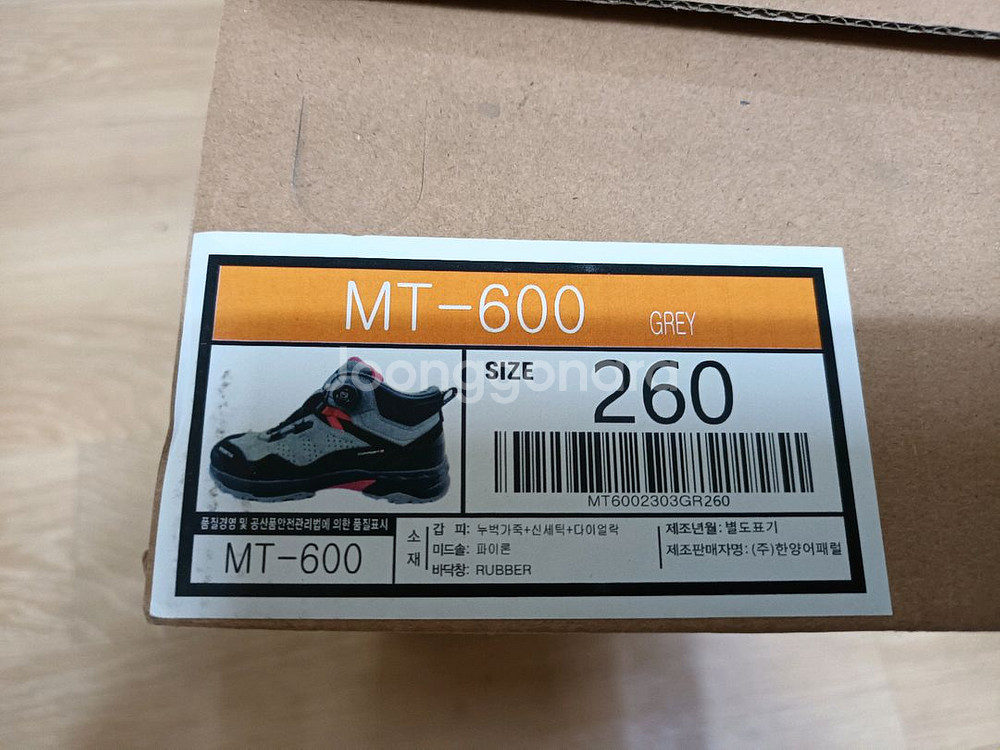 MT-600 GREY
SIZE 260
MT6002303GR260
품질경영 및 공산품안전관리법에 의한 품질표시
MT-600
소재
갑 피: 누벅가죽+신세틱+다이얼락
미드솔: 파이론
바닥창: RUBBER
제조년월: 별도표기
제조판매자명: (주)한양어패럴